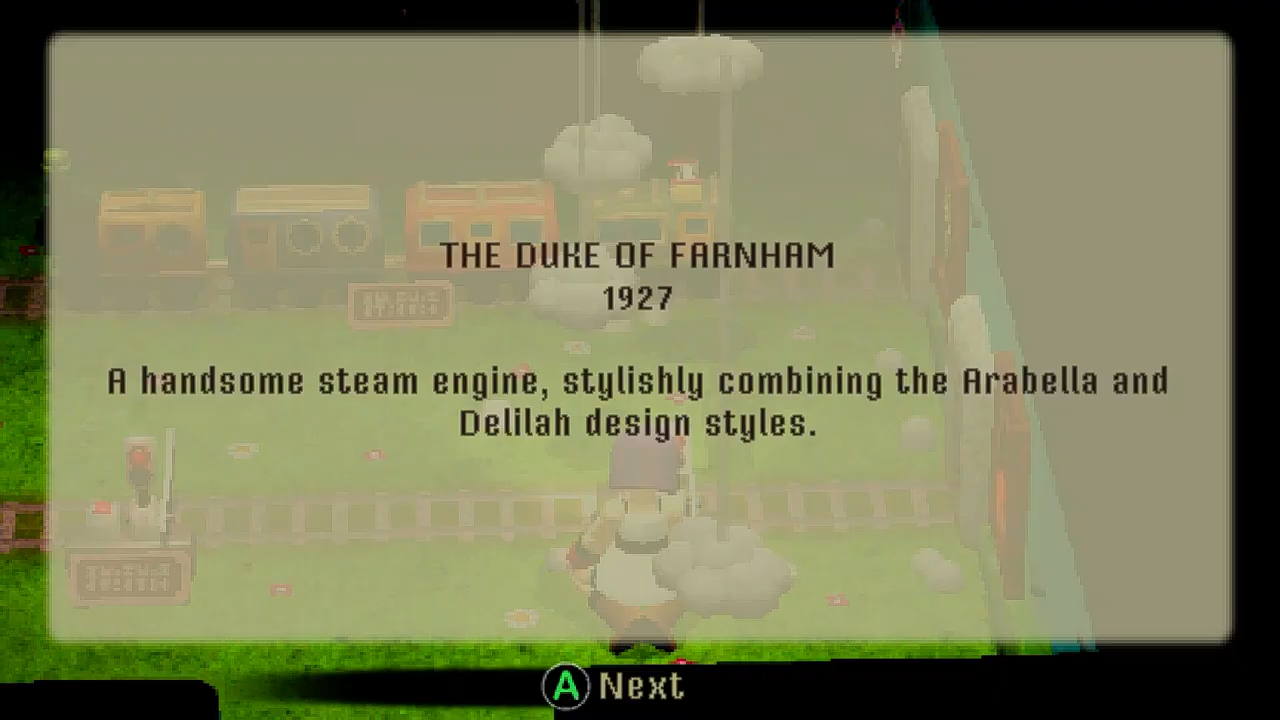 THE DUKE OF FARNHAM
1927
A handsome steam engine, stylishly combining the Arabella and
Delilah design styles.
A Next